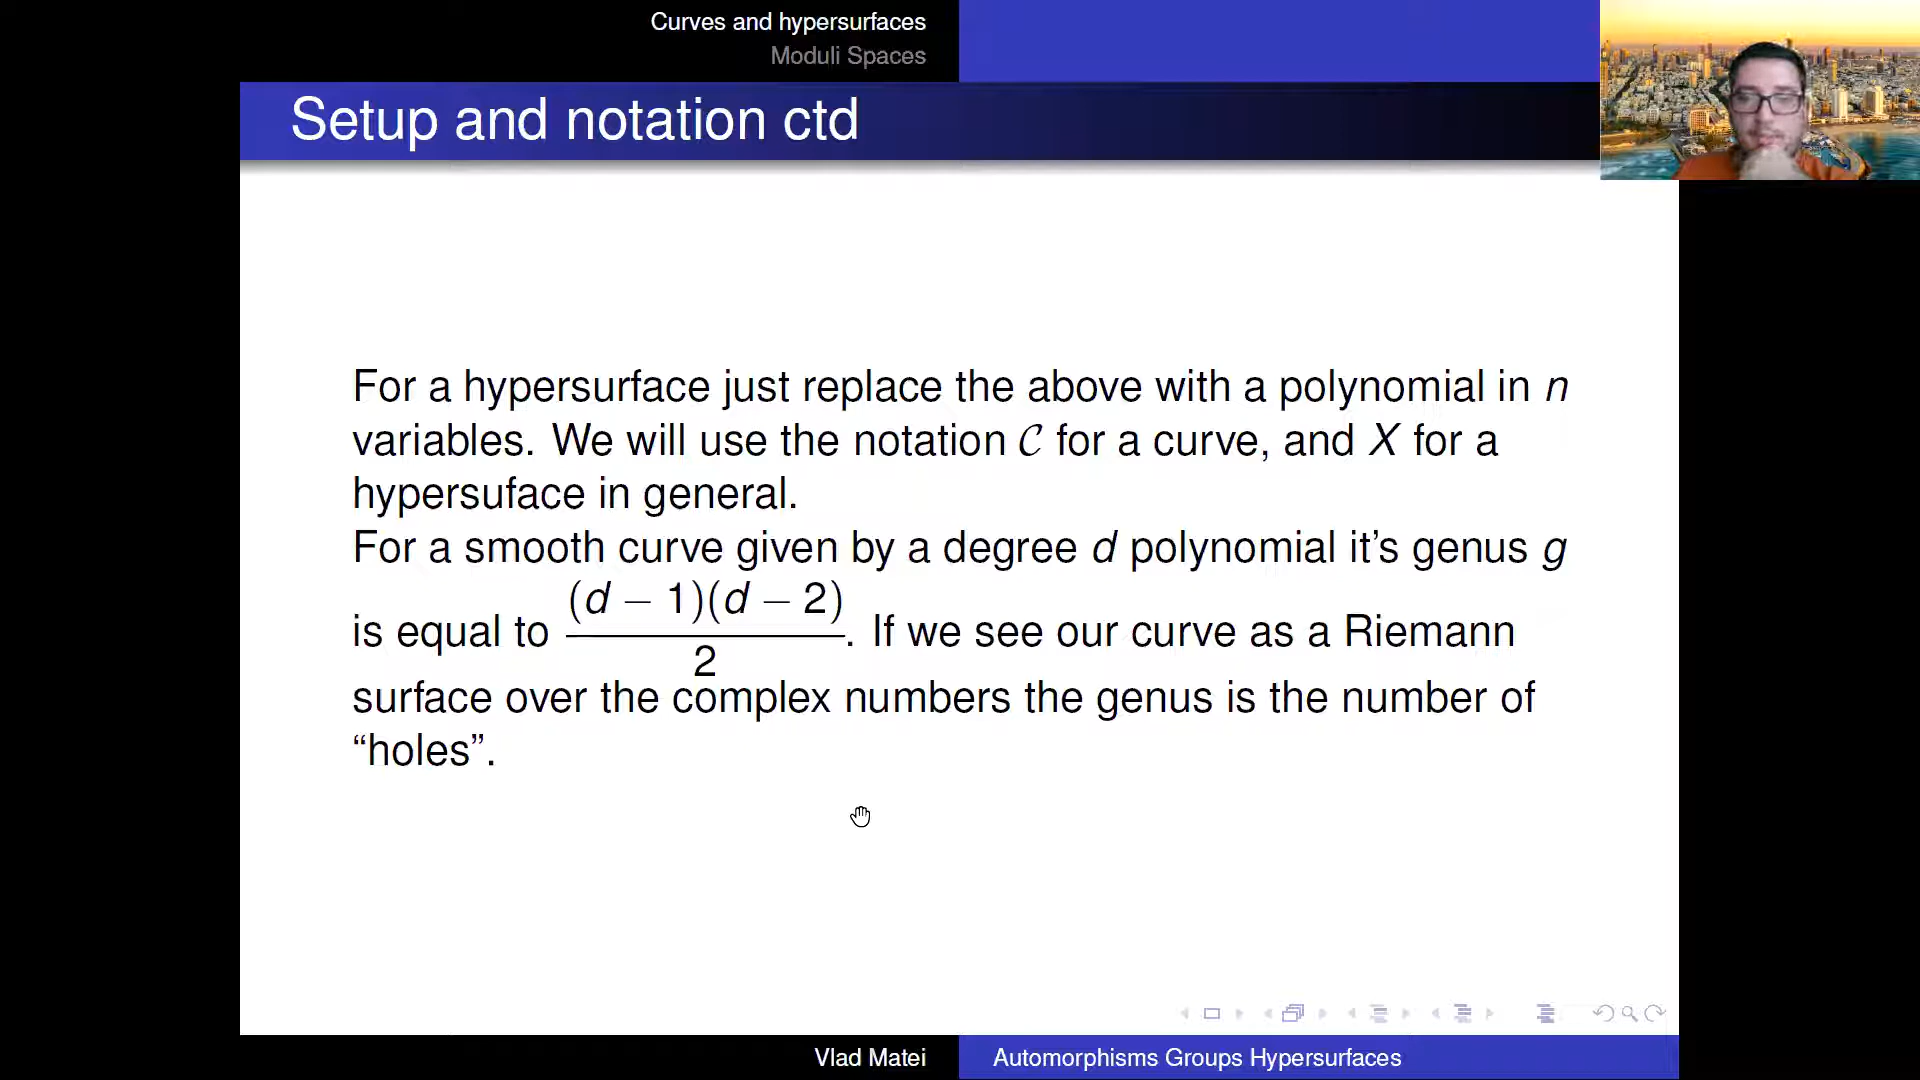 Curves and hypersurfaces
Moduli Spaces
Setup and notation ctd
For a hypersurface just replace the above with a polynomial in n
variables. We will use the notation 𝒞 for a curve, and X for a
hypersuface in general.
For a smooth curve given by a degree d polynomial it's genus g
is equal to (d − 1)(d − 2) / 2. If we see our curve as a Riemann
surface over the complex numbers the genus is the number of
“holes”.
Vlad Matei
Automorphisms Groups Hypersurfaces